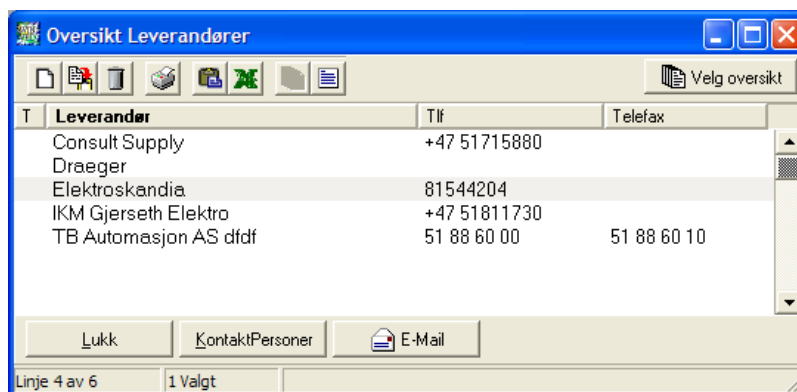 Oversikt Leverandører
Velg oversikt
T Leverandør Tlf Telefax
Consult Supply +47 51715880
Draeger
Elektroskandia 81544204
IKM Gjerseth Elektro +47 51811730
TB Automasjon AS dfdf 51 88 60 00 51 88 60 10
Lukk KontaktPersoner E-Mail
Linje 4 av 6 1 Valgt